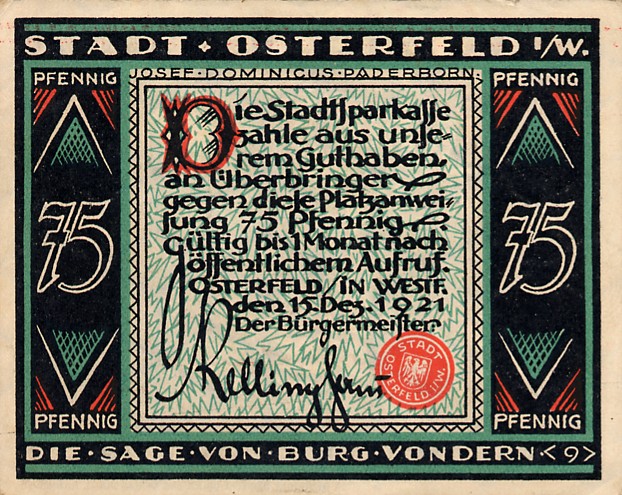 STADT · OSTERFELD I/W.
PFENNIG
JOSEF·DOMINICUS·PADERBORN.
PFENNIG
75
75
Die Stadtsparkasse
zahle aus unse-
rem Guthaben,
an Überbringer
gegen diese Platzanwei-
sung 75 Pfennig.
Gültig bis 1 Monat nach
öffentlichem Aufruf.
OSTERFELD/IN WESTF.
den 15. Dez. 1921
Der Bürgermeister
Kellinghaus
STADT
OSTERFELD I/W.
PFENNIG
PFENNIG
DIE·SAGE·VON·BURG·VONDERN <9>